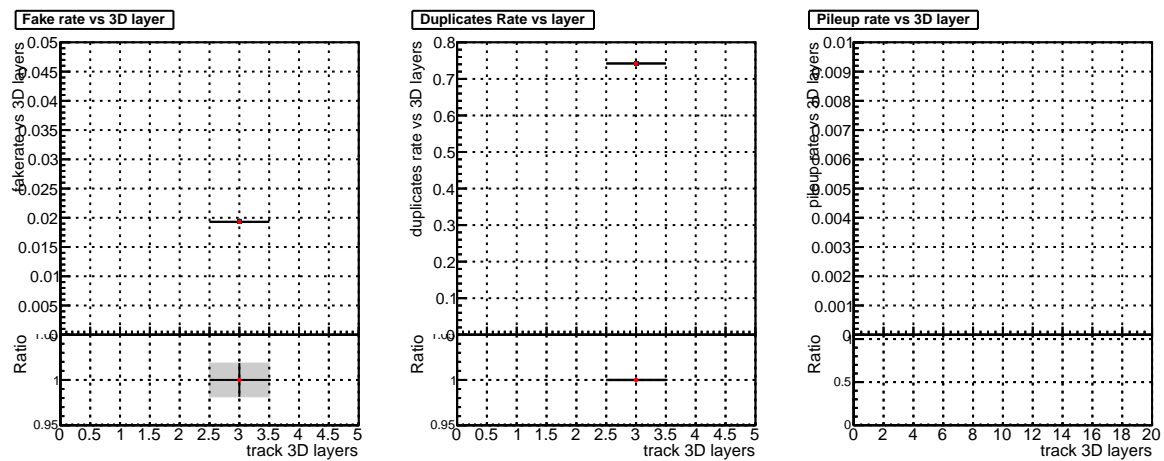 Fake rate vs 3D layer
fakerate vs 3D layers
0.05
0.045
0.04
0.035
0.03
0.025
0.02
0.015
0.01
0.005
0
Ratio
1
0.95
0 0.5 1 1.5 2 2.5 3 3.5 4 4.5 5
track 3D layers
Duplicates Rate vs layer
duplicates rate vs 3D layers
0.8
0.7
0.6
0.5
0.4
0.3
0.2
0.1
0
Ratio
1
0.95
0 0.5 1 1.5 2 2.5 3 3.5 4 4.5 5
track 3D layers
Pileup rate vs 3D layer
pileup rate vs 3D layers
0.01
0.009
0.008
0.007
0.006
0.005
0.004
0.003
0.002
0.001
0
Ratio
1
0.5
0
0 2 4 6 8 10 12 14 16 18 20
track 3D layers